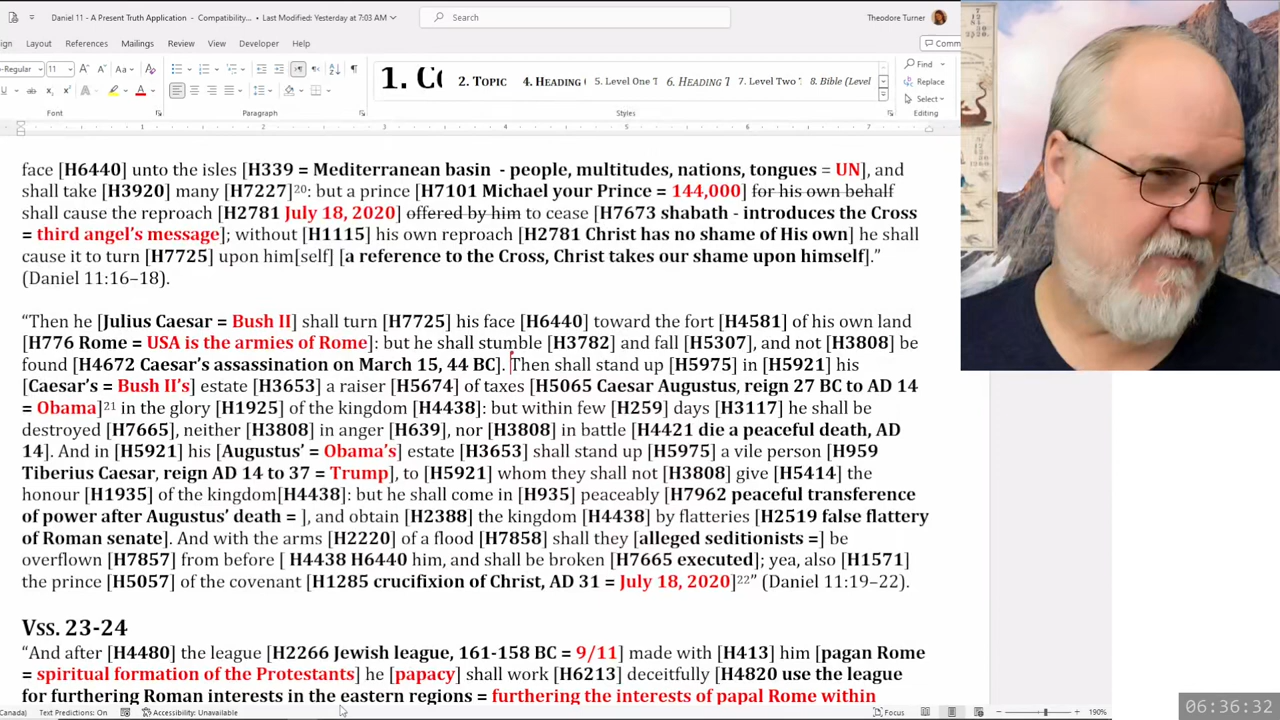 Daniel 11 - A Present Truth Application - Compatibility... • Last Modified: Yesterday at 7:03 AM
Search
Theodore Turner
ign Layout References Mailings Review View Developer Help
Comm
-Regular 11 Aa
1. Co 2. TOPIC 4. HEADING 5. Level One T 6. HEADING 7. Level Two 8. Bible (Level
Find
Replace
Select
Font Paragraph Styles Editing
1 2 3 4 5 6 7
face [H6440] unto the isles [H339 = Mediterranean basin - people, multitudes, nations, tongues = UN], and
shall take [H3920] many [H7227]20: but a prince [H7101 Michael your Prince = 144,000] for his own behalf
shall cause the reproach [H2781 July 18, 2020] offered by him to cease [H7673 shabath - introduces the Cross
= third angel's message]; without [H1115] his own reproach [H2781 Christ has no shame of His own] he shall
cause it to turn [H7725] upon him[self] [a reference to the Cross, Christ takes our shame upon himself]."
(Daniel 11:16–18).
"Then he [Julius Caesar = Bush II] shall turn [H7725] his face [H6440] toward the fort [H4581] of his own land
[H776 Rome = USA is the armies of Rome]: but he shall stumble [H3782] and fall [H5307], and not [H3808] be
found [H4672 Caesar's assassination on March 15, 44 BC]. Then shall stand up [H5975] in [H5921] his
[Caesar's = Bush II's] estate [H3653] a raiser [H5674] of taxes [H5065 Caesar Augustus, reign 27 BC to AD 14
= Obama]21 in the glory [H1925] of the kingdom [H4438]: but within few [H259] days [H3117] he shall be
destroyed [H7665], neither [H3808] in anger [H639], nor [H3808] in battle [H4421 die a peaceful death, AD
14]. And in [H5921] his [Augustus' = Obama's] estate [H3653] shall stand up [H5975] a vile person [H959
Tiberius Caesar, reign AD 14 to 37 = Trump], to [H5921] whom they shall not [H3808] give [H5414] the
honour [H1935] of the kingdom[H4438]: but he shall come in [H935] peaceably [H7962 peaceful transference
of power after Augustus' death = ], and obtain [H2388] the kingdom [H4438] by flatteries [H2519 false flattery
of Roman senate]. And with the arms [H2220] of a flood [H7858] shall they [alleged seditionists =] be
overflown [H7857] from before [ H4438 H6440 him, and shall be broken [H7665 executed]; yea, also [H1571]
the prince [H5057] of the covenant [H1285 crucifixion of Christ, AD 31 = July 18, 2020]22" (Daniel 11:19–22).
Vss. 23-24
"And after [H4480] the league [H2266 Jewish league, 161-158 BC = 9/11] made with [H413] him [pagan Rome
= spiritual formation of the Protestants] he [papacy] shall work [H6213] deceitfully [H4820 use the league
for furthering Roman interests in the eastern regions = furthering the interests of papal Rome within
Canada) Text Predictions: On Accessibility: Unavailable Focus 190%
06:36:32